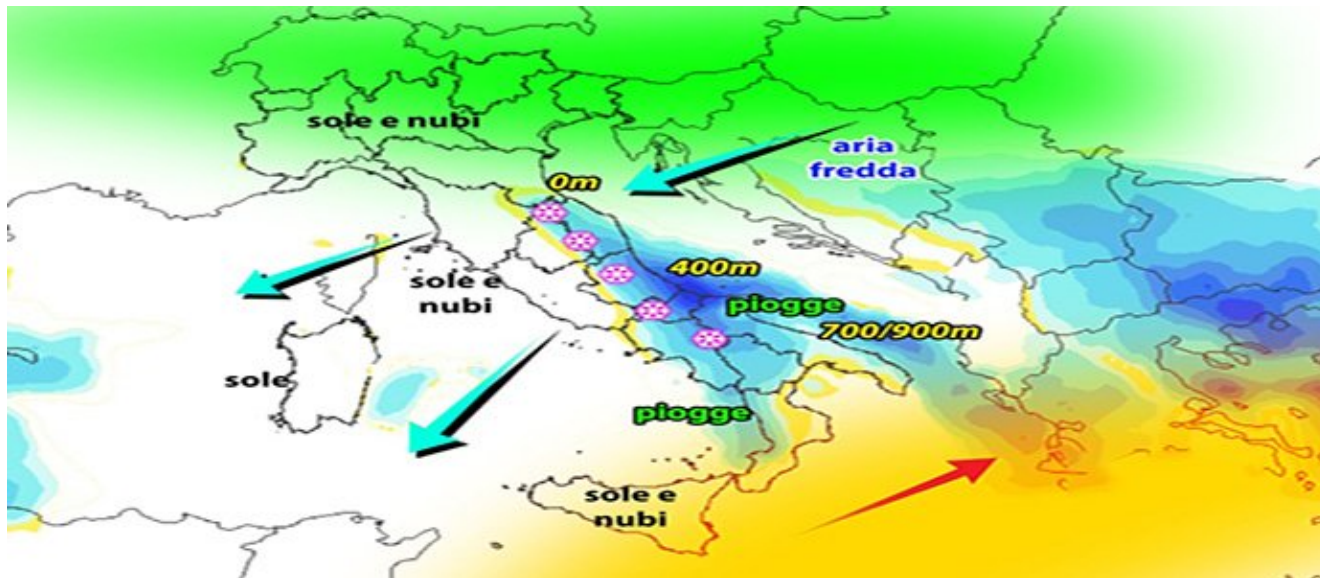 sole e nubi
aria
fredda
0m
400m
sole e
nubi
piogge
700/900m
sole
piogge
sole e
nubi